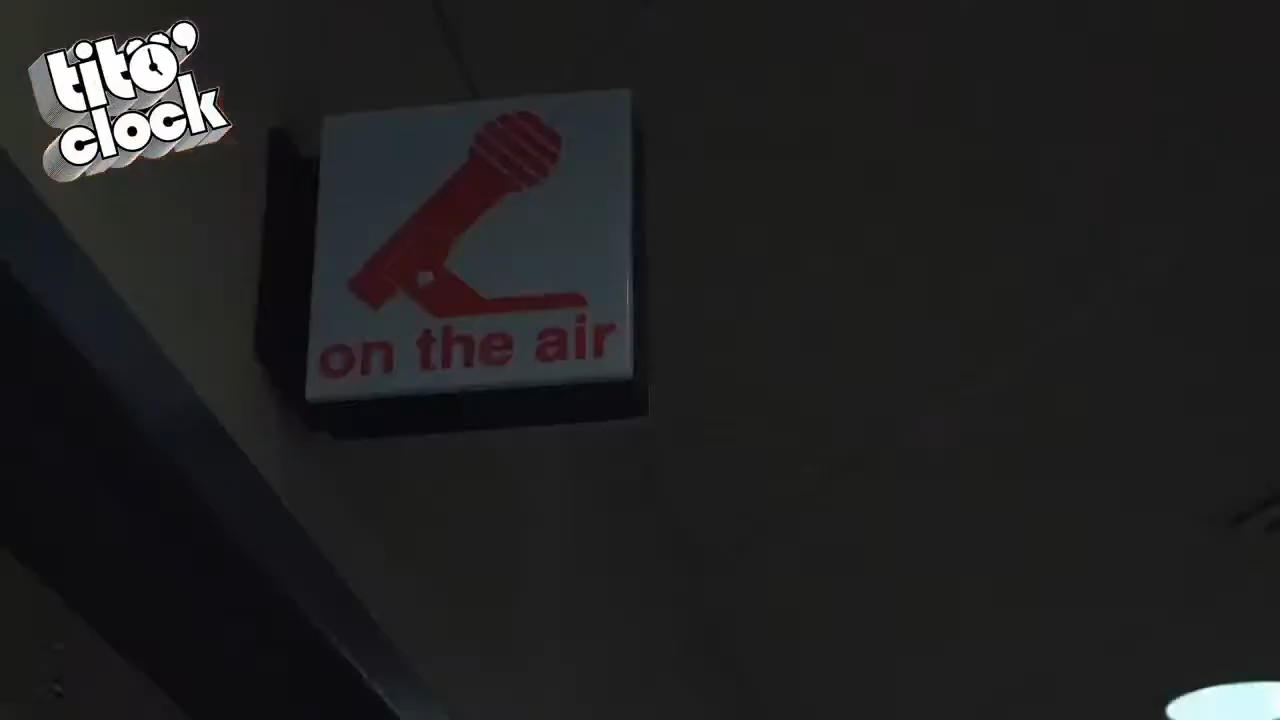 tito'
clock
on the air